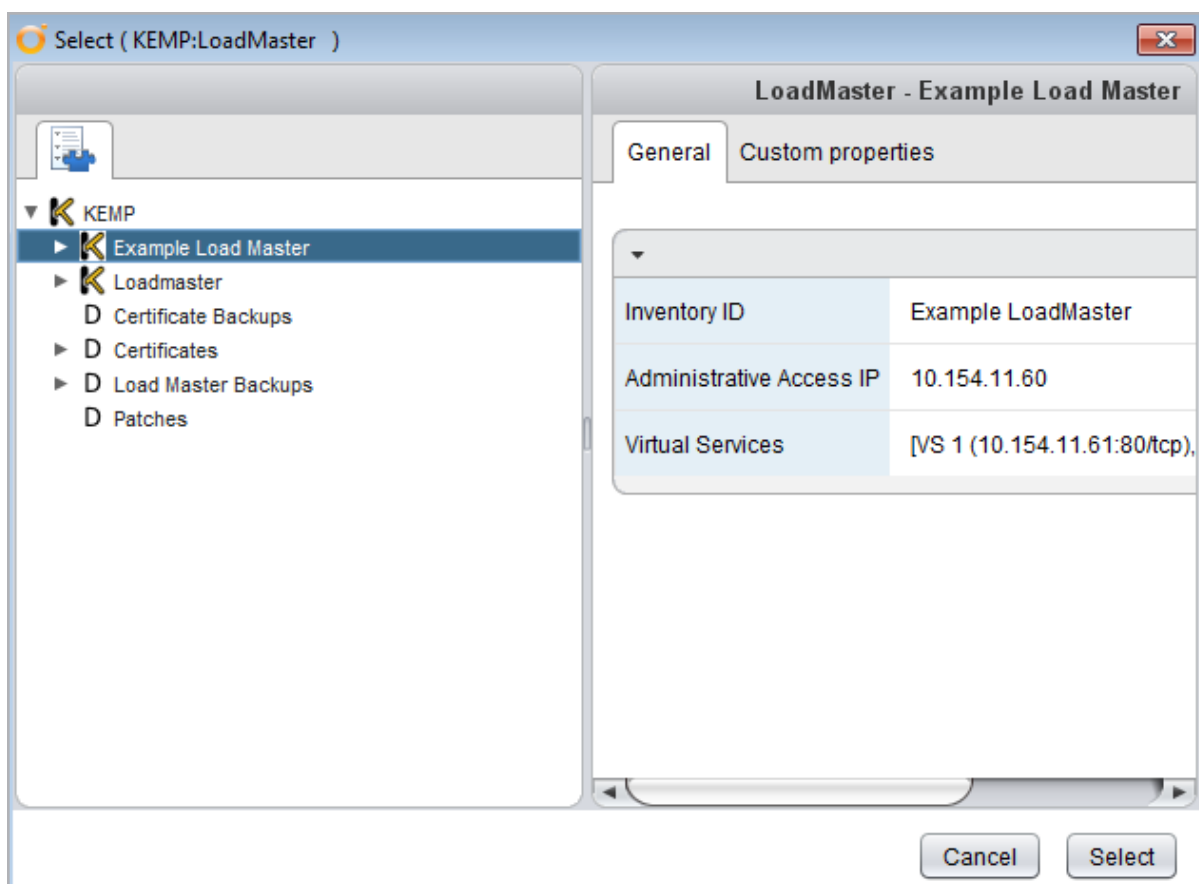 Select ( KEMP:LoadMaster )
LoadMaster - Example Load Master
General Custom properties
KEMP
Example Load Master
Loadmaster
D Certificate Backups
D Certificates
D Load Master Backups
D Patches
Inventory ID Example LoadMaster
Administrative Access IP 10.154.11.60
Virtual Services [VS 1 (10.154.11.61:80/tcp),
Cancel Select